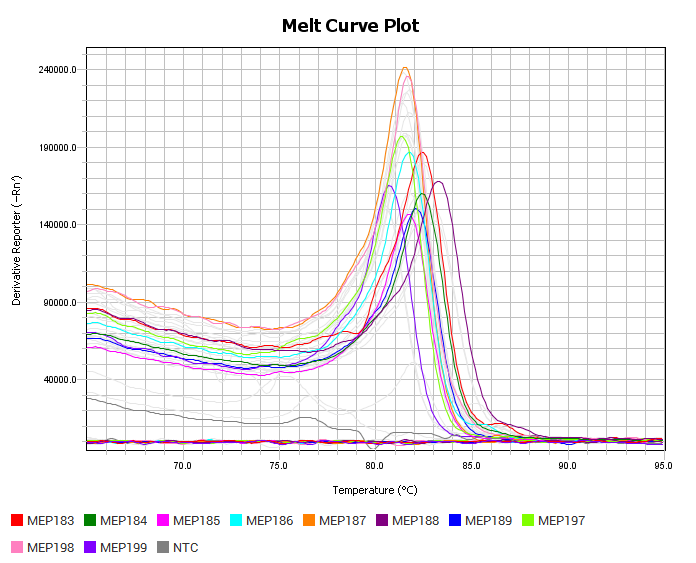 Melt Curve Plot
240000.0
190000.0
140000.0
90000.0
40000.0
Derivative Reporter (-Rn')
70.0 75.0 80.0 85.0 90.0 95.0
Temperature (°C)
MEP183 MEP184 MEP185 MEP186 MEP187 MEP188 MEP189 MEP197
MEP198 MEP199 NTC